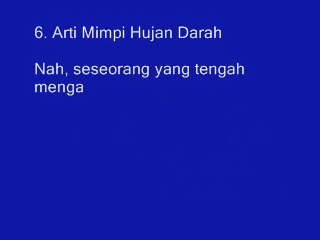 6. Arti Mimpi Hujan Darah
Nah, seseorang yang tengah
menga